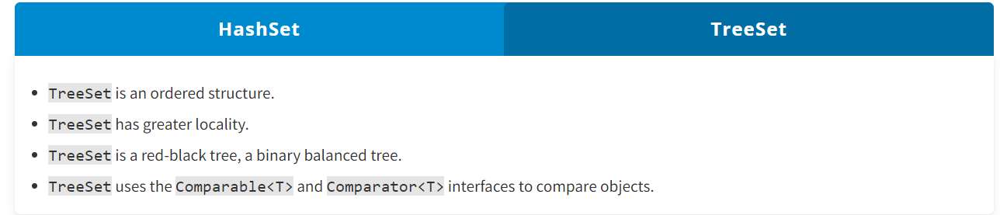 HashSet
TreeSet
TreeSet is an ordered structure.
TreeSet has greater locality.
TreeSet is a red-black tree, a binary balanced tree.
TreeSet uses the Comparable<T> and Comparator<T> interfaces to compare objects.